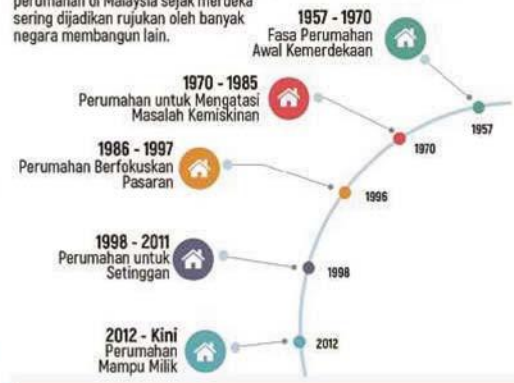 perumahan di Malaysia sejak merdeka
sering dijadikan rujukan oleh banyak
negara membangun lain.
1957 - 1970
Fasa Perumahan
Awal Kemerdekaan
1957
1970 - 1985
Perumahan untuk Mengatasi
Masalah Kemiskinan
1970
1986 - 1997
Perumahan Berfokuskan
Pasaran
1996
1998 - 2011
Perumahan untuk
Setinggan
1998
2012 - Kini
Perumahan
Mampu Milik
2012